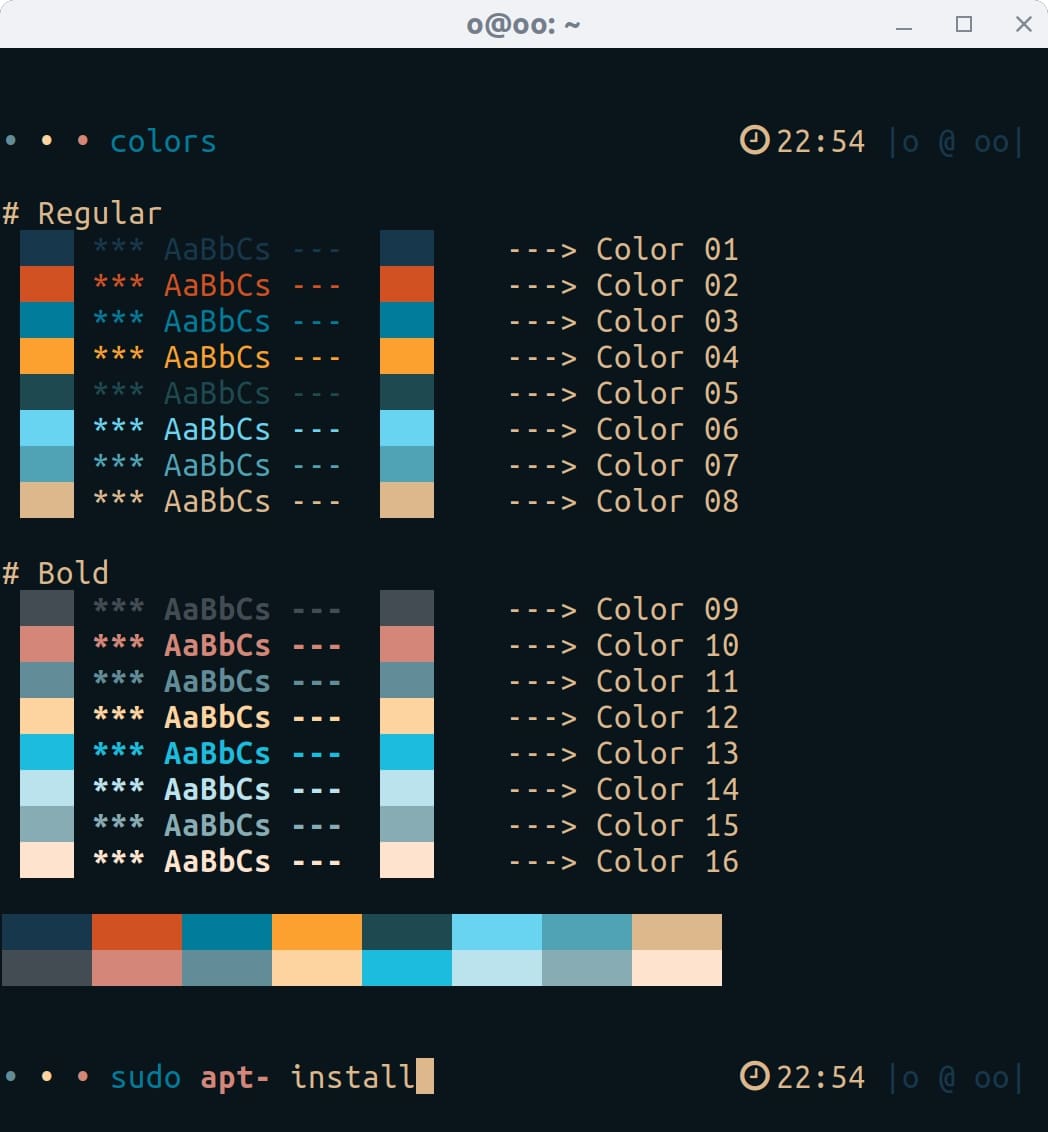 o@oo: ~
• • • colors 22:54 |o @ oo|
# Regular
*** AaBbCs --- ---> Color 01
*** AaBbCs --- ---> Color 02
*** AaBbCs --- ---> Color 03
*** AaBbCs --- ---> Color 04
*** AaBbCs --- ---> Color 05
*** AaBbCs --- ---> Color 06
*** AaBbCs --- ---> Color 07
*** AaBbCs --- ---> Color 08
# Bold
*** AaBbCs --- ---> Color 09
*** AaBbCs --- ---> Color 10
*** AaBbCs --- ---> Color 11
*** AaBbCs --- ---> Color 12
*** AaBbCs --- ---> Color 13
*** AaBbCs --- ---> Color 14
*** AaBbCs --- ---> Color 15
*** AaBbCs --- ---> Color 16
• • • sudo apt- install 22:54 |o @ oo|